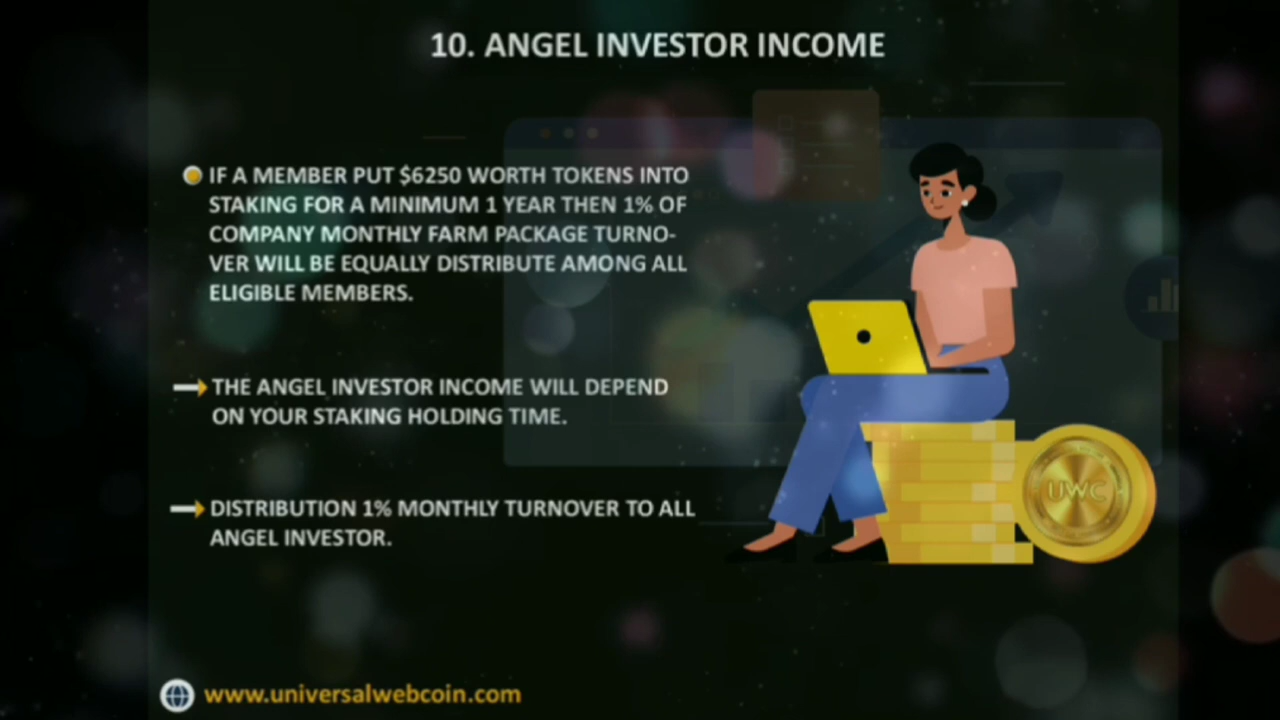 10. ANGEL INVESTOR INCOME
IF A MEMBER PUT $6250 WORTH TOKENS INTO
STAKING FOR A MINIMUM 1 YEAR THEN 1% OF
COMPANY MONTHLY FARM PACKAGE TURNO-
VER WILL BE EQUALLY DISTRIBUTE AMONG ALL
ELIGIBLE MEMBERS.
THE ANGEL INVESTOR INCOME WILL DEPEND
ON YOUR STAKING HOLDING TIME.
UWC
DISTRIBUTION 1% MONTHLY TURNOVER TO ALL
ANGEL INVESTOR.
www.universalwebcoin.com